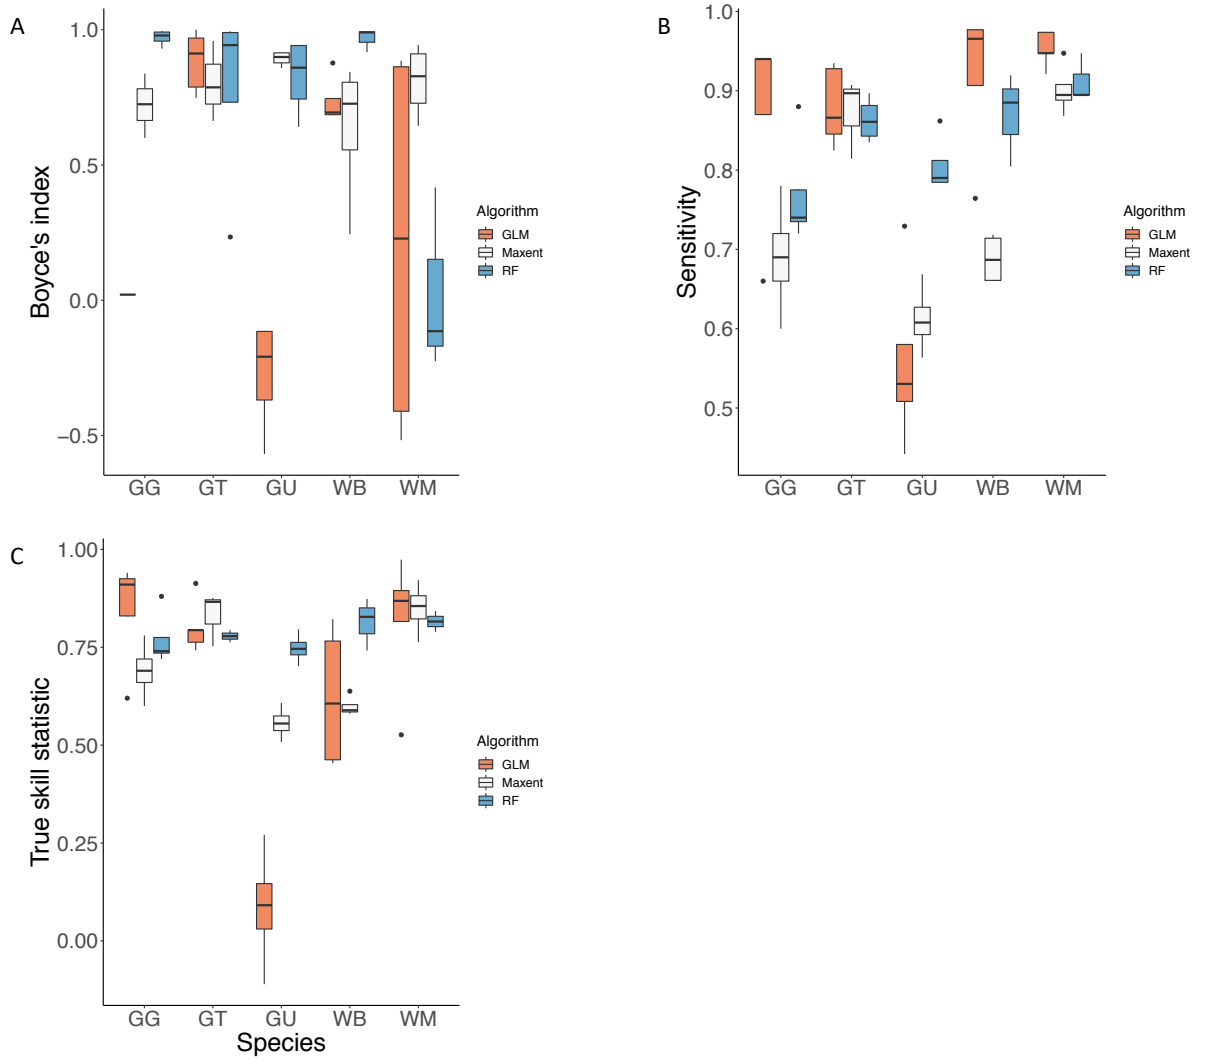 A
Boyce's index
1.0
0.5
0.0
−0.5
GG GT GU WB WM
Algorithm
GLM
Maxent
RF
B
Sensitivity
1.0
0.9
0.8
0.7
0.6
0.5
GG GT GU WB WM
Algorithm
GLM
Maxent
RF
C
True skill statistic
1.00
0.75
0.50
0.25
0.00
GG GT GU WB WM
Species
Algorithm
GLM
Maxent
RF